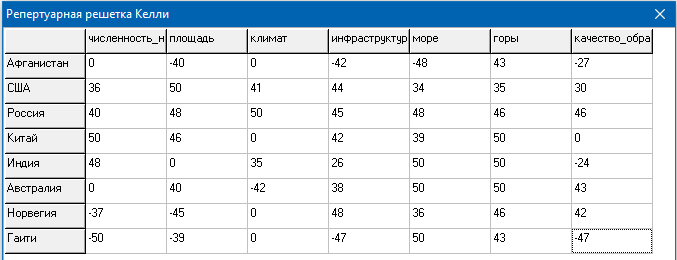 Репертуарная решетка Келли
численность_н площадь климат инфраструктур море горы качество_обра
Афганистан 0 -40 0 -42 -48 43 -27
США 36 50 41 44 34 35 30
Россия 40 48 50 45 48 46 46
Китай 50 46 0 42 39 50 0
Индия 48 0 35 26 50 50 -24
Австралия 0 40 -42 38 50 50 43
Норвегия -37 -45 0 48 36 46 42
Гаити -50 -39 0 -47 50 43 -47